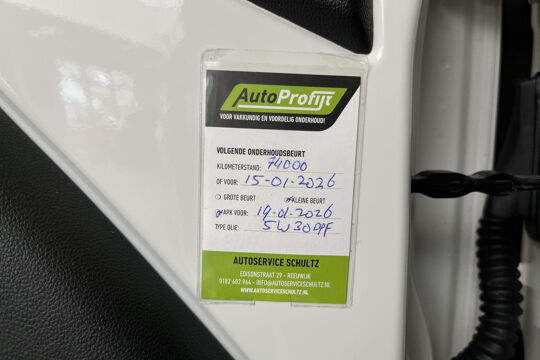 AutoProfijt
VOOR VAKKUNDIG EN VOORDELIG ONDERHOUD!
VOLGENDE ONDERHOUDSBEURT
KILOMETERSTAND: 74000
OF VOOR: 15-01-2026
GROTE BEURT KLEINE BEURT
APK VOOR: 19-01-2026
TYPE OLIE: 5W30DPF
AUTOSERVICE SCHULTZ
EDISONSTRAAT 29 - REEUWIJK
0182 602 964 - INFO@AUTOSERVICESCHULTZ.NL
WWW.AUTOSERVICESCHULTZ.NL